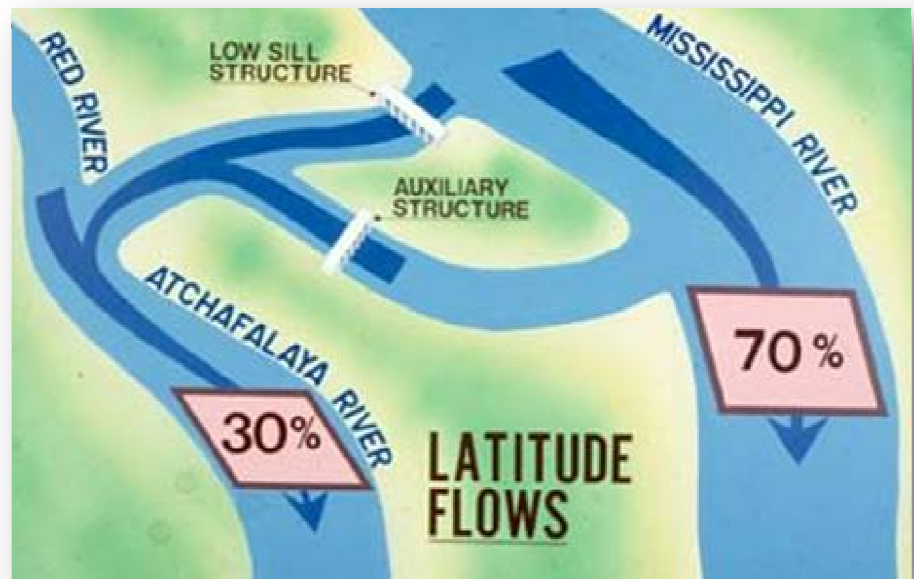 RED RIVER
LOW SILL
STRUCTURE
MISSISSIPPI RIVER
AUXILIARY
STRUCTURE
ATCHAFALAYA RIVER
70%
30%
LATITUDE
FLOWS